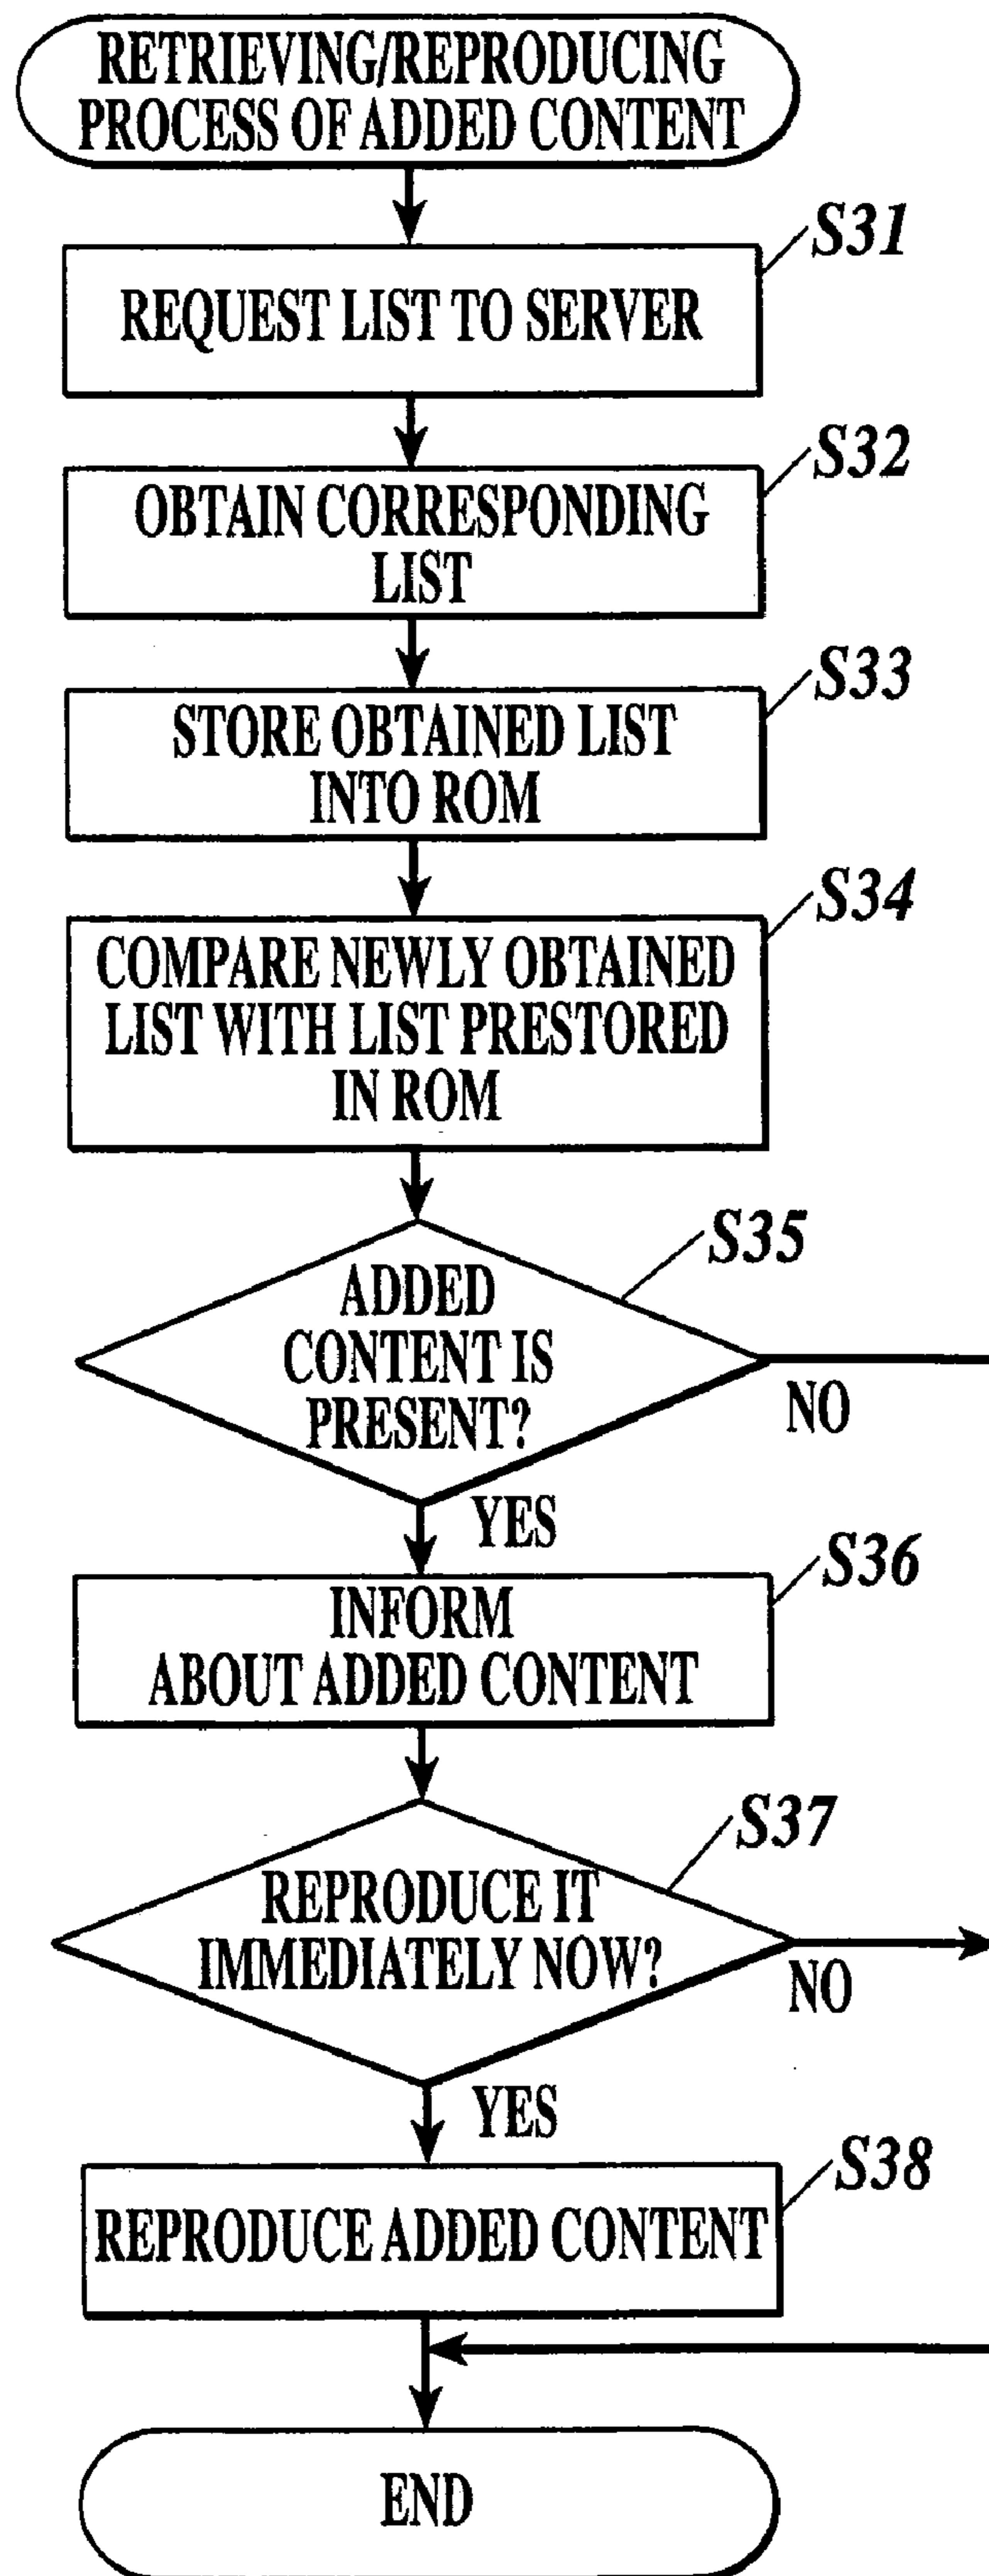 RETRIEVING/REPRODUCING
PROCESS OF ADDED CONTENT
S31
REQUEST LIST TO SERVER
S32
OBTAIN CORRESPONDING
LIST
S33
STORE OBTAINED LIST
INTO ROM
S34
COMPARE NEWLY OBTAINED
LIST WITH LIST PRESTORED
IN ROM
S35
ADDED
CONTENT IS
PRESENT?
NO
YES
S36
INFORM
ABOUT ADDED CONTENT
S37
REPRODUCE IT
IMMEDIATELY NOW?
NO
YES
S38
REPRODUCE ADDED CONTENT
END